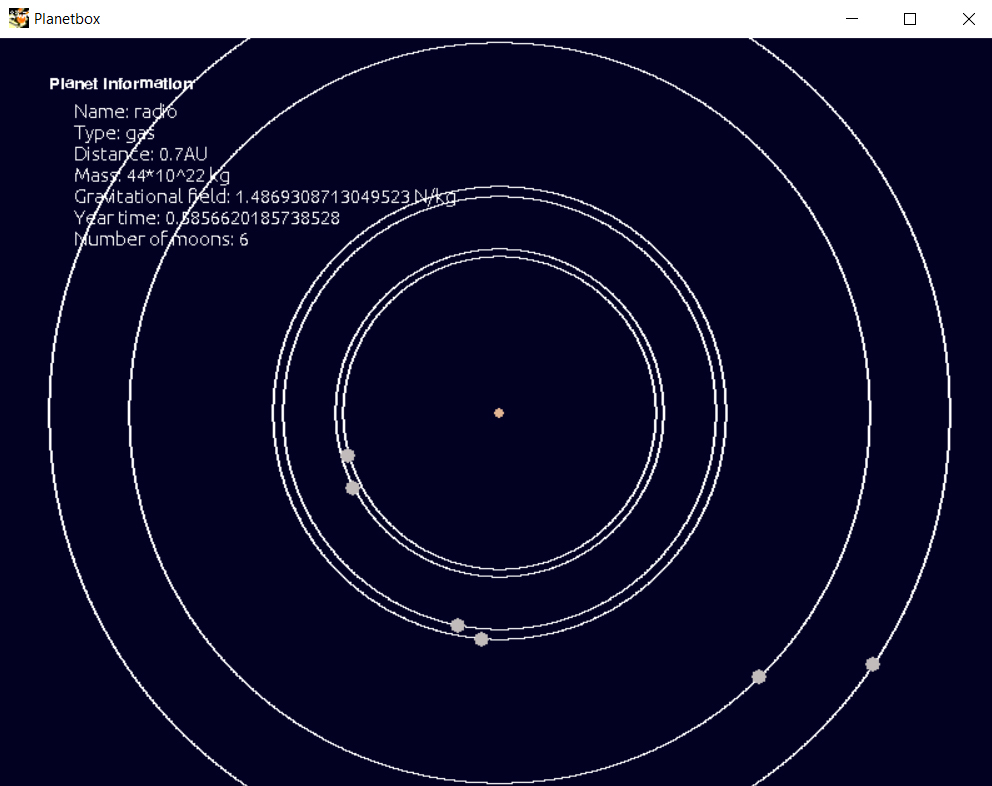 Planetbox
Planet Information
Name: radio
Type: gas
Distance: 0.7AU
Mass: 44*10^22 kg
Gravitational field: 1.4869308713049523 N/kg
Year time: 0.5856620185738528
Number of moons: 6